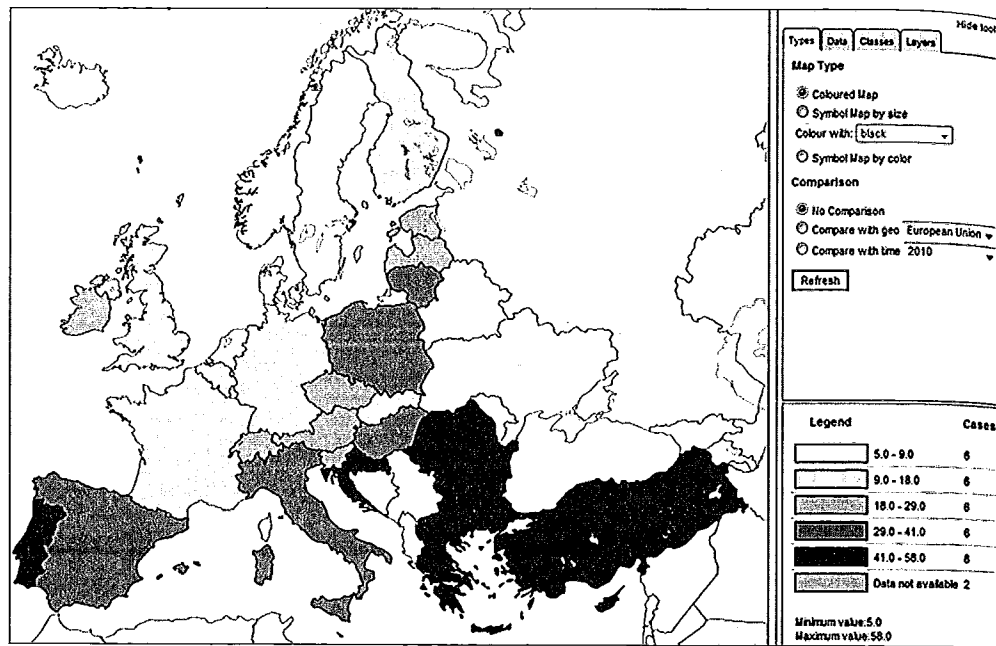 Hide tool
Types Data Classes Layers
Map Type
Coloured Map
Symbol Map by size
Colour with: black
Symbol Map by color
Comparison
No Comparison
Compare with geo European Union
Compare with time 2010
Refresh
Legend Cases
5.0 - 9.0 6
9.0 - 18.0 6
18.0 - 29.0 6
29.0 - 41.0 6
41.0 - 58.0 6
Data not available 2
Minimum value:5.0
Maximum value:58.0